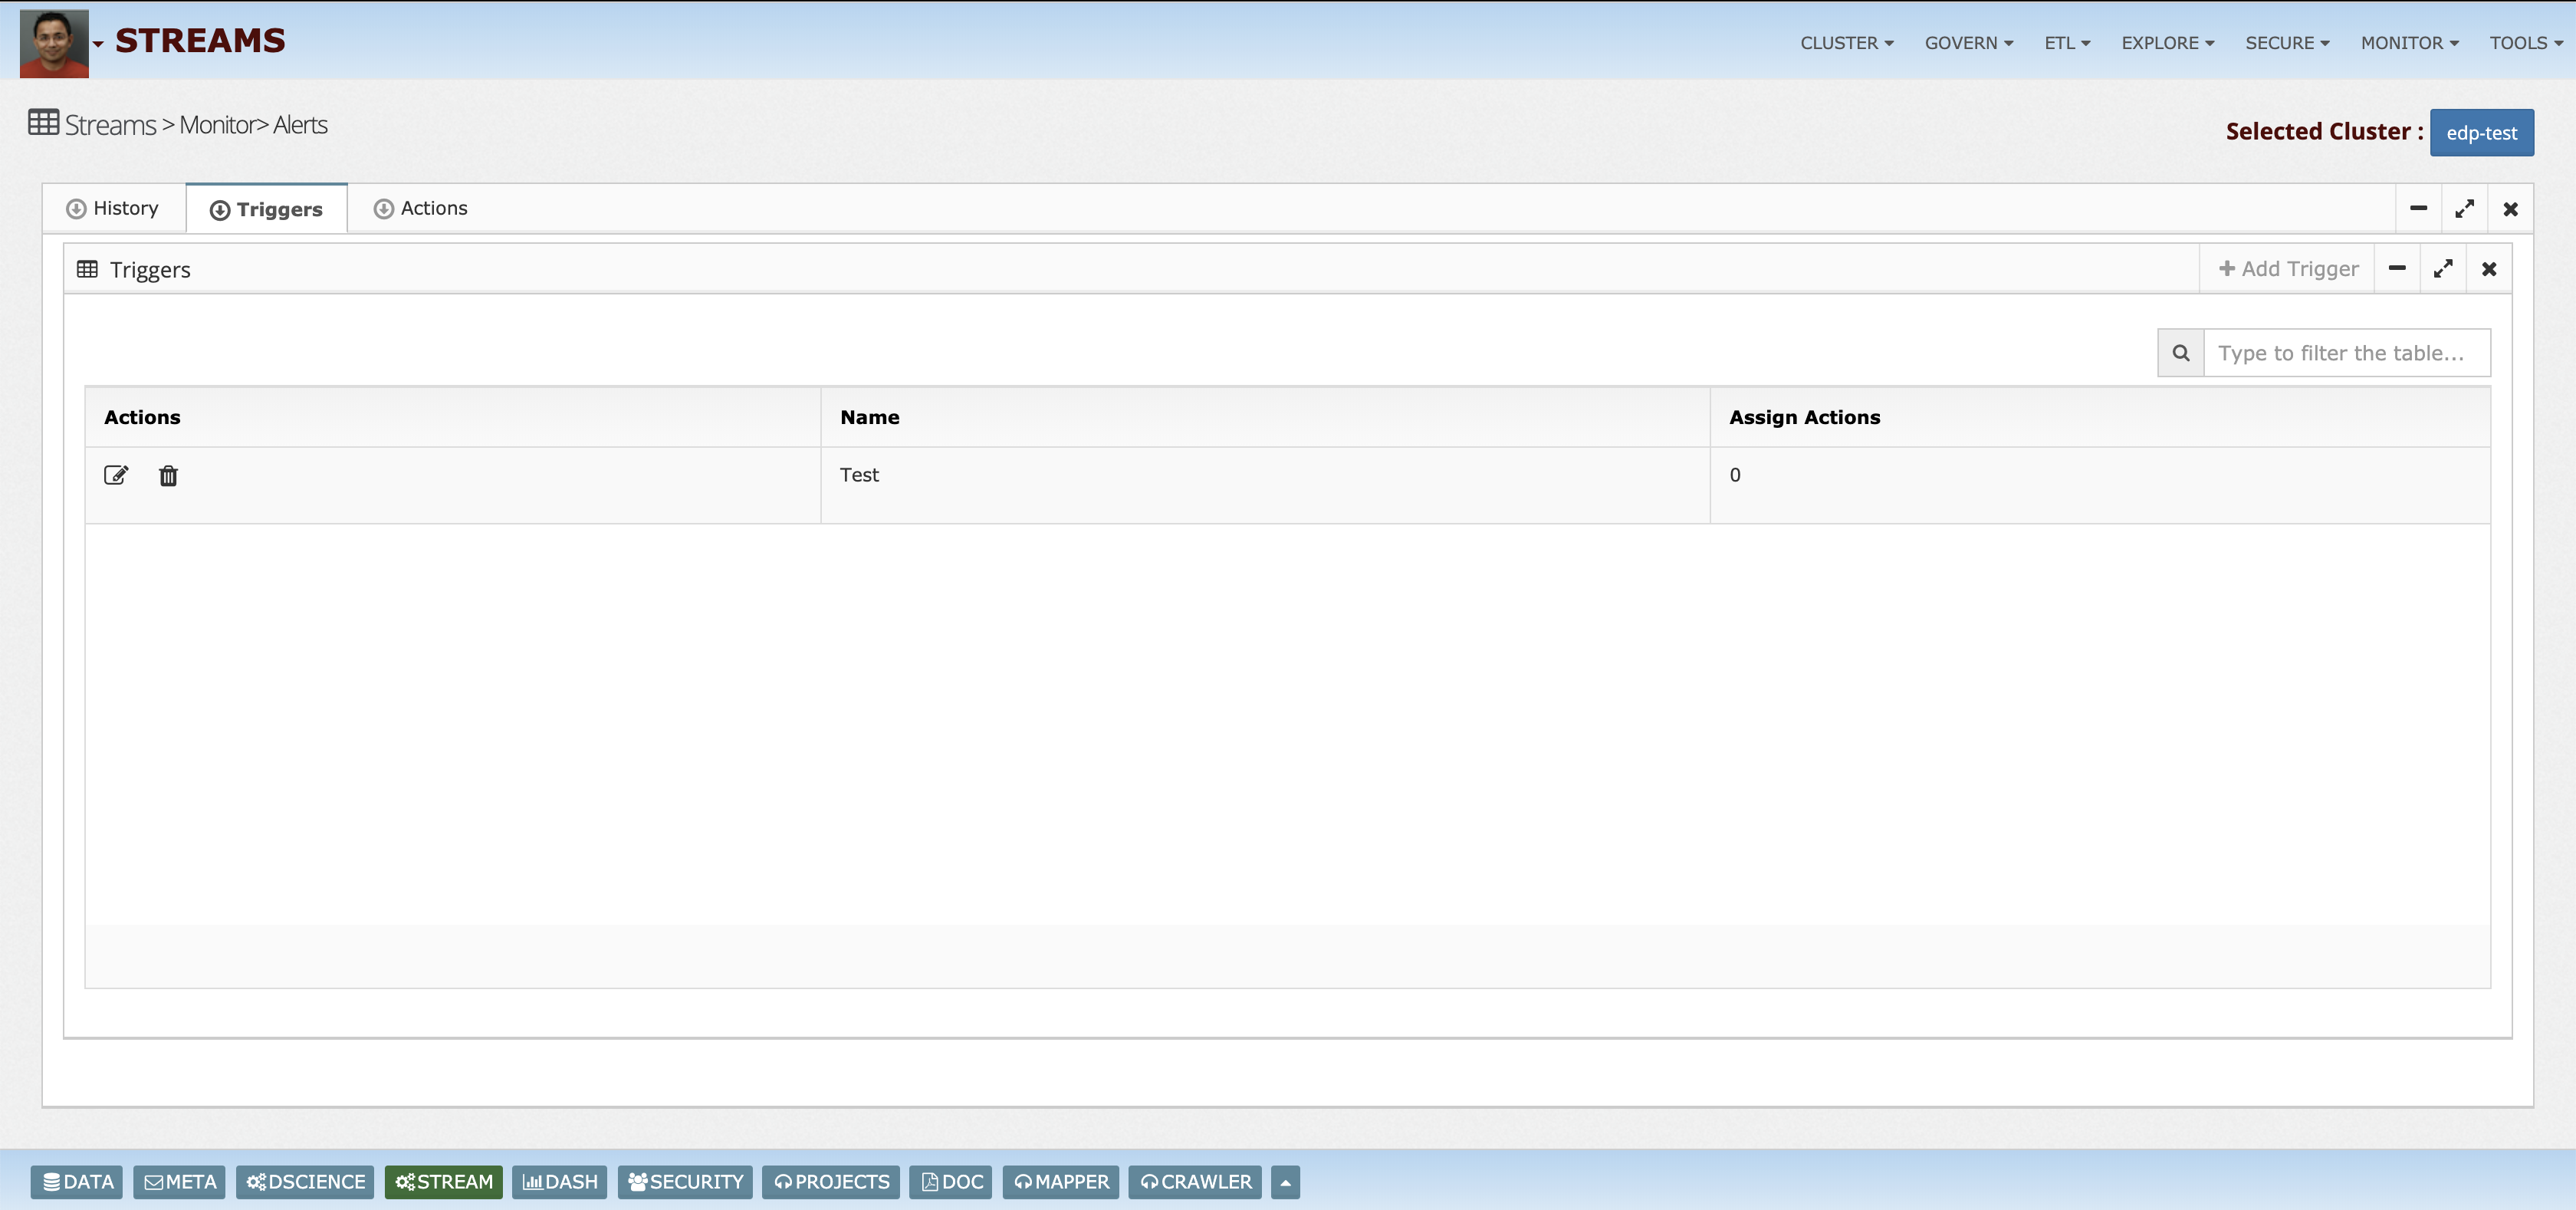 STREAMS
CLUSTER GOVERN ETL EXPLORE SECURE MONITOR TOOLS
Streams > Monitor> Alerts
Selected Cluster : edp-test
History Triggers Actions
Triggers
Add Trigger
Type to filter the table...
Actions Name Assign Actions
Test 0
DATA META DSCIENCE STREAM DASH SECURITY PROJECTS DOC MAPPER CRAWLER